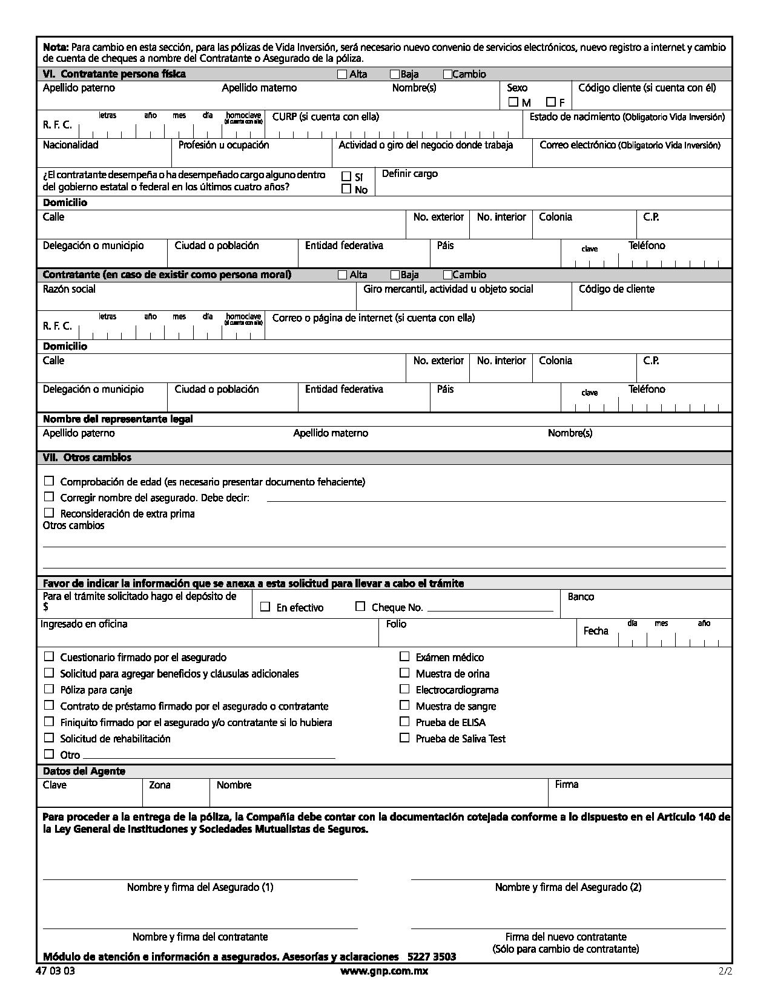 Nota: Para cambio en esta sección, para las pólizas de Vida Inversión, será necesario nuevo convenio de servicios electrónicos, nuevo registro a internet y cambio
de cuenta de cheques a nombre del Contratante o Asegurado de la póliza.
VI. Contratante persona física Alta Baja Cambio
Apellido paterno Apellido materno Nombre(s) Sexo Código cliente (si cuenta con él)
M F
letras año mes día homoclave CURP (si cuenta con ella) Estado de nacimiento (Obligatorio Vida Inversión)
R. F. C. (si cuenta con ella)
Nacionalidad Profesión u ocupación Actividad o giro del negocio donde trabaja Correo electrónico (Obligatorio Vida Inversión)
¿El contratante desempeña o ha desempeñado cargo alguno dentro Sí Definir cargo
del gobierno estatal o federal en los últimos cuatro años? No
Domicilio
Calle No. exterior No. interior Colonia C.P.
Delegación o municipio Ciudad o población Entidad federativa Páis clave Teléfono
Contratante (en caso de existir como persona moral) Alta Baja Cambio
Razón social Giro mercantil, actividad u objeto social Código de cliente
letras año mes día homoclave Correo o página de internet (si cuenta con ella)
R. F. C. (si cuenta con ella)
Domicilio
Calle No. exterior No. interior Colonia C.P.
Delegación o municipio Ciudad o población Entidad federativa Páis clave Teléfono
Nombre del representante legal
Apellido paterno Apellido materno Nombre(s)
VII. Otros cambios
Comprobación de edad (es necesario presentar documento fehaciente)
Corregir nombre del asegurado. Debe decir:
Reconsideración de extra prima
Otros cambios
Favor de indicar la información que se anexa a esta solicitud para llevar a cabo el trámite
Para el trámite solicitado hago el depósito de Banco
$ En efectivo Cheque No.
Ingresado en oficina Folio Fecha día mes año
Cuestionario firmado por el asegurado Exámen médico
Solicitud para agregar beneficios y cláusulas adicionales Muestra de orina
Póliza para canje Electrocardiograma
Contrato de préstamo firmado por el asegurado o contratante Muestra de sangre
Finiquito firmado por el asegurado y/o contratante si lo hubiera Prueba de ELISA
Solicitud de rehabilitación Prueba de Saliva Test
Otro
Datos del Agente
Clave Zona Nombre Firma
Para proceder a la entrega de la póliza, la Compañía debe contar con la documentación cotejada conforme a lo dispuesto en el Artículo 140 de
la Ley General de Instituciones y Sociedades Mutualistas de Seguros.
Nombre y firma del Asegurado (1) Nombre y firma del Asegurado (2)
Nombre y firma del contratante Firma del nuevo contratante
(Sólo para cambio de contratante)
Módulo de atención e información a asegurados. Asesorías y aclaraciones 5227 3503
47 03 03 www.gnp.com.mx 2/2